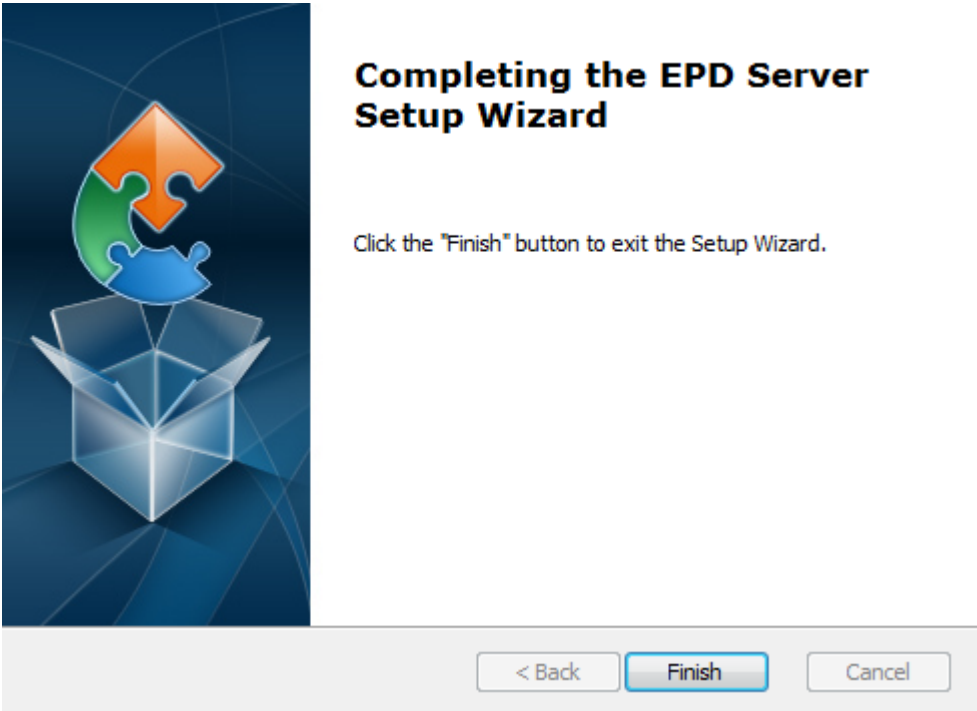 Completing the EPD Server
Setup Wizard
Click the "Finish" button to exit the Setup Wizard.
< Back
Finish
Cancel